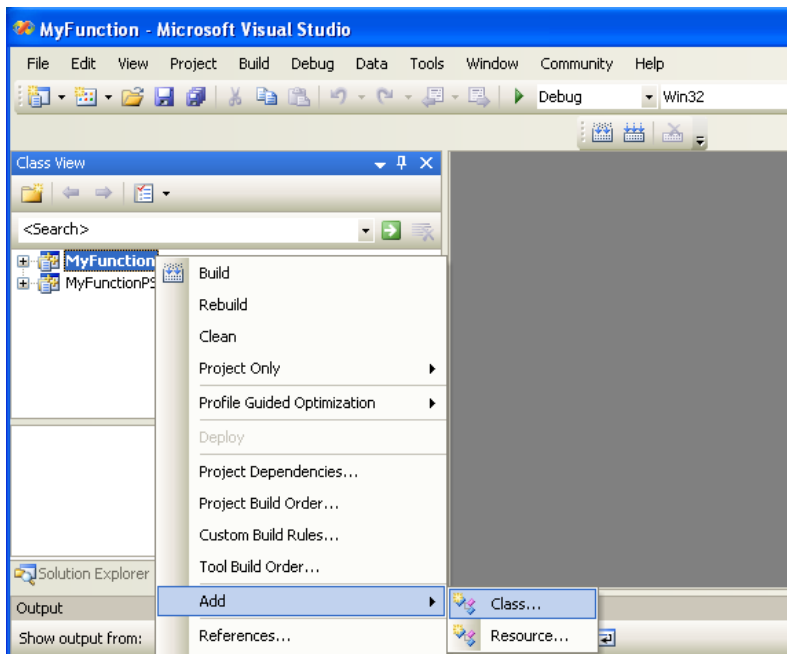 MyFunction - Microsoft Visual Studio
File Edit View Project Build Debug Data Tools Window Community Help
Debug Win32
Class View
<Search>
MyFunction
MyFunctionPS
Build
Rebuild
Clean
Project Only
Profile Guided Optimization
Deploy
Project Dependencies...
Project Build Order...
Custom Build Rules...
Tool Build Order...
Solution Explorer
Add
Class...
Output
References...
Resource...
Show output from: